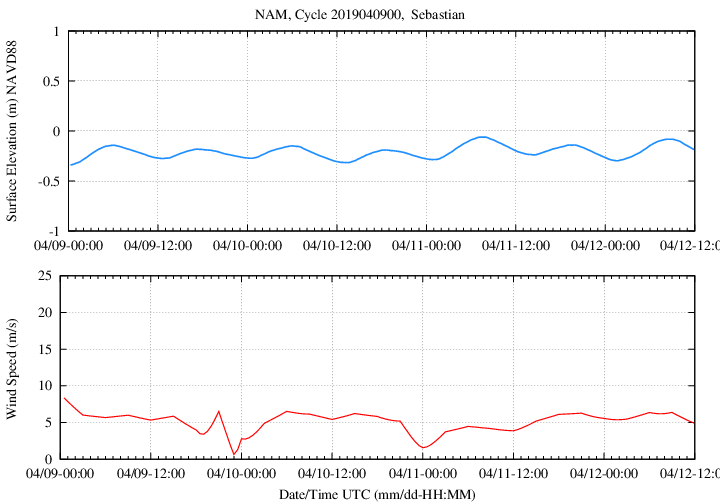 NAM, Cycle 2019040900,  Sebastian
Surface Elevation (m) NAVD88
1
0.5
0
-0.5
-1
04/09-00:00 04/09-12:00 04/10-00:00 04/10-12:00 04/11-00:00 04/11-12:00 04/12-00:00 04/12-12:0
Wind Speed (m/s)
25
20
15
10
5
0
04/09-00:00 04/09-12:00 04/10-00:00 04/10-12:00 04/11-00:00 04/11-12:00 04/12-00:00 04/12-12:0
Date/Time UTC (mm/dd-HH:MM)